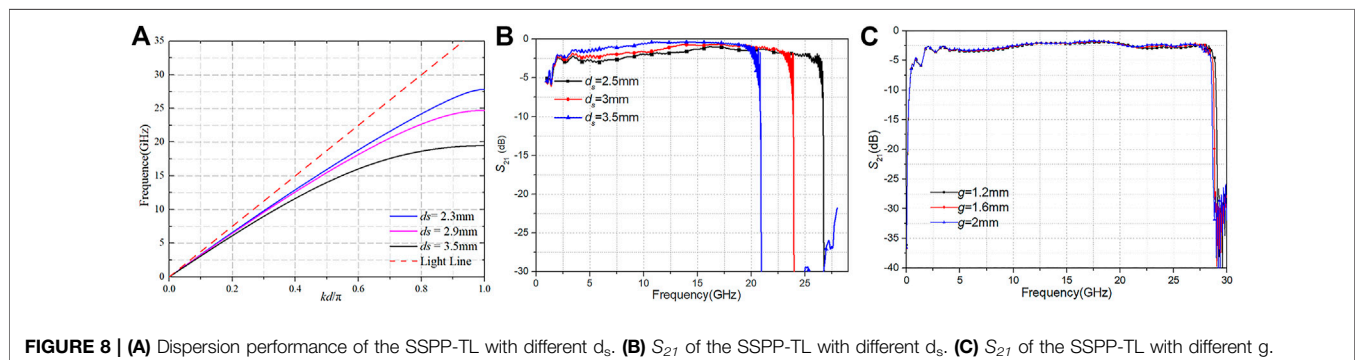 A
35
30
25
20
15
10
5
0
Frequence(GHz)
0.0 0.2 0.4 0.6 0.8 1.0
kd/π
ds= 2.3mm
ds = 2.9mm
ds = 3.5mm
Light Line
B
0
-5
-10
-15
-20
-25
-30
S21(dB)
ds=2.5mm
ds=3mm
ds=3.5mm
0 5 10 15 20 25
Frequency(GHz)
C
0
-5
-10
-15
-20
-25
-30
-35
-40
S21(dB)
g=1.2mm
g=1.6mm
g=2mm
0 5 10 15 20 25 30
Frequency(GHz)
FIGURE 8 | (A) Dispersion performance of the SSPP-TL with different ds. (B) S21 of the SSPP-TL with different ds. (C) S21 of the SSPP-TL with different g.